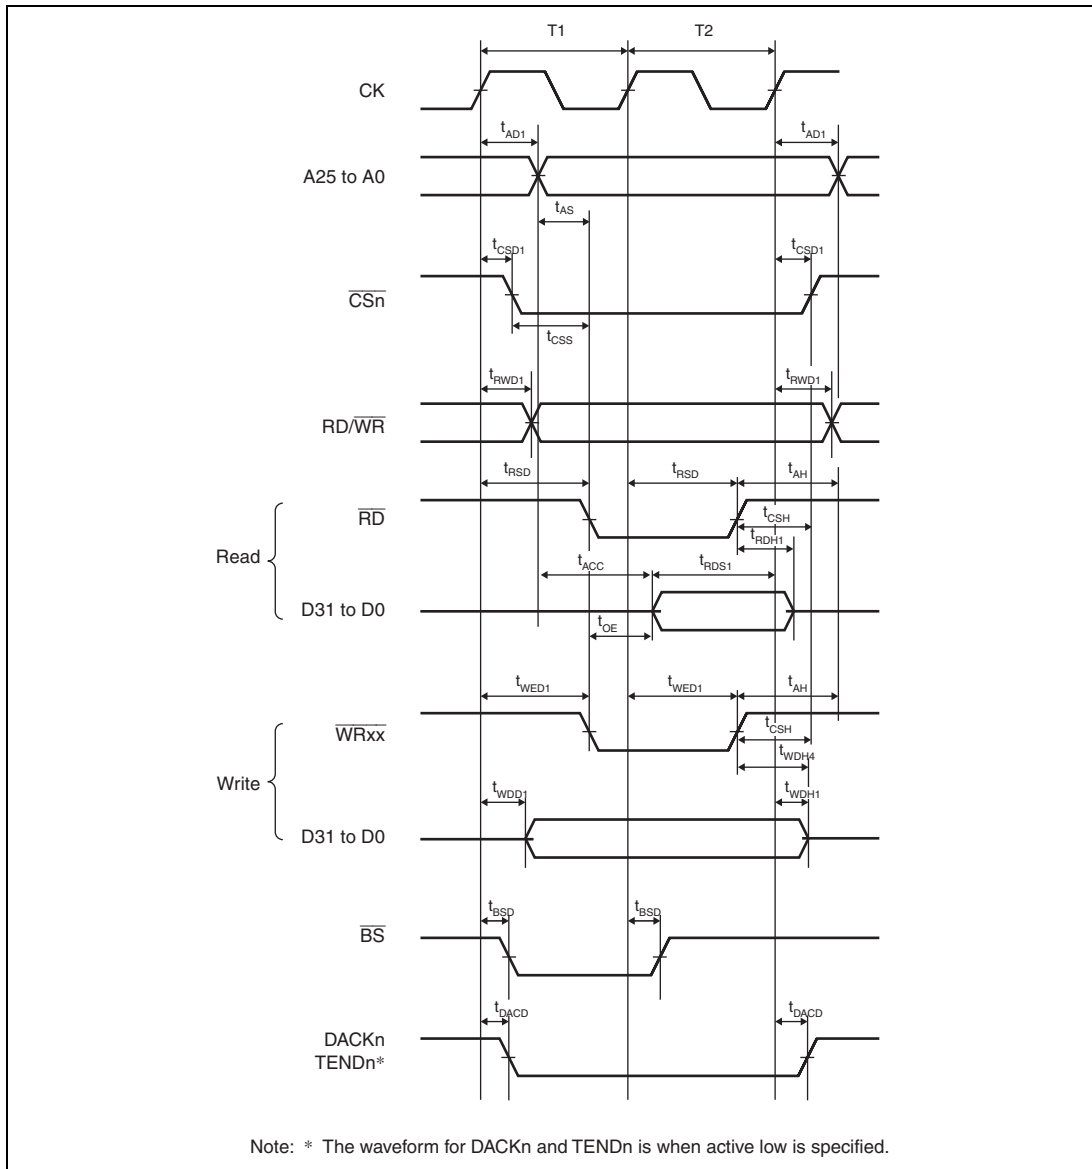 T1 T2
CK
tAD1 tAD1
A25 to A0
tAS
tCSD1 tCSD1
CSn
tCSS
tRWD1 tRWD1
RD/WR
tRSD tRSD tAH
RD
tCSH
tRDH1
Read
tACC tRDS1
D31 to D0
tOE
tWED1 tWED1 tAH
WRxx
tCSH
tWDH4
Write
tWDD1 tWDH1
D31 to D0
tBSD tBSD
BS
tDACD tDACD
DACKn
TENDn*
Note: * The waveform for DACKn and TENDn is when active low is specified.